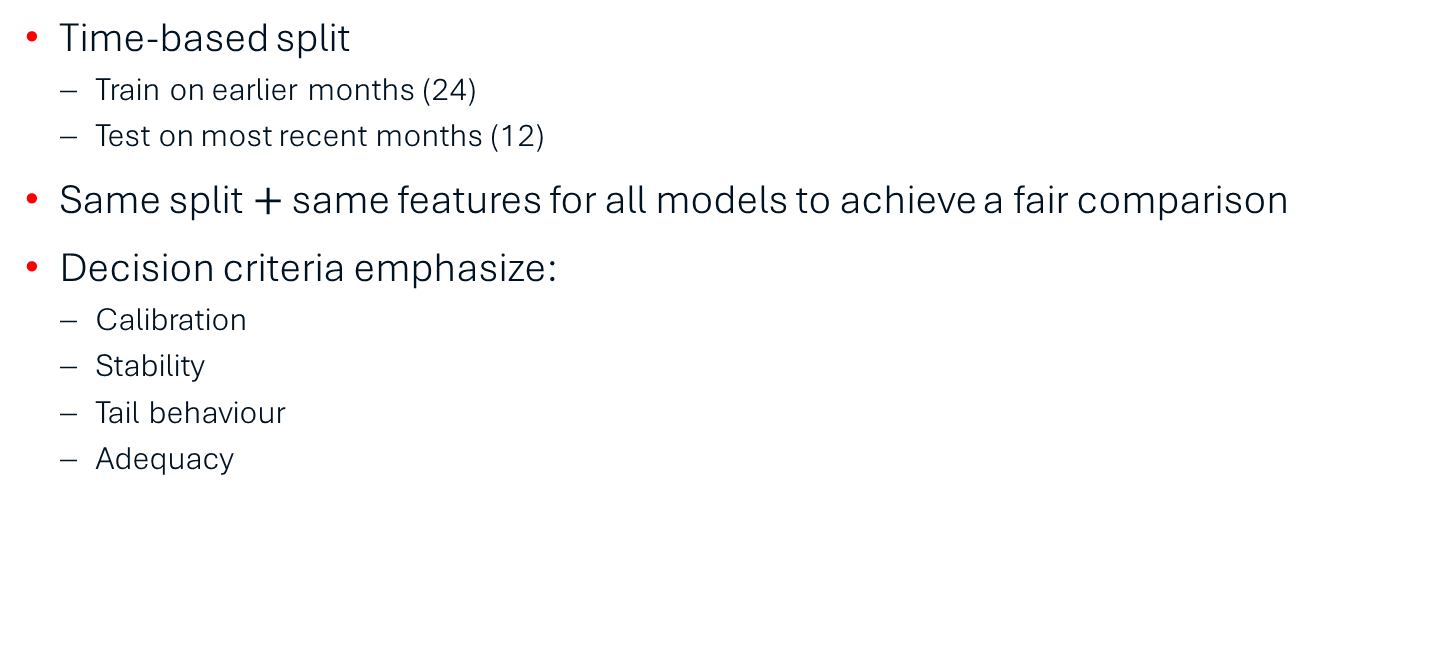 • Time-based split
– Train on earlier months (24)
– Test on most recent months (12)
• Same split + same features for all models to achieve a fair comparison
• Decision criteria emphasize:
– Calibration
– Stability
– Tail behaviour
– Adequacy